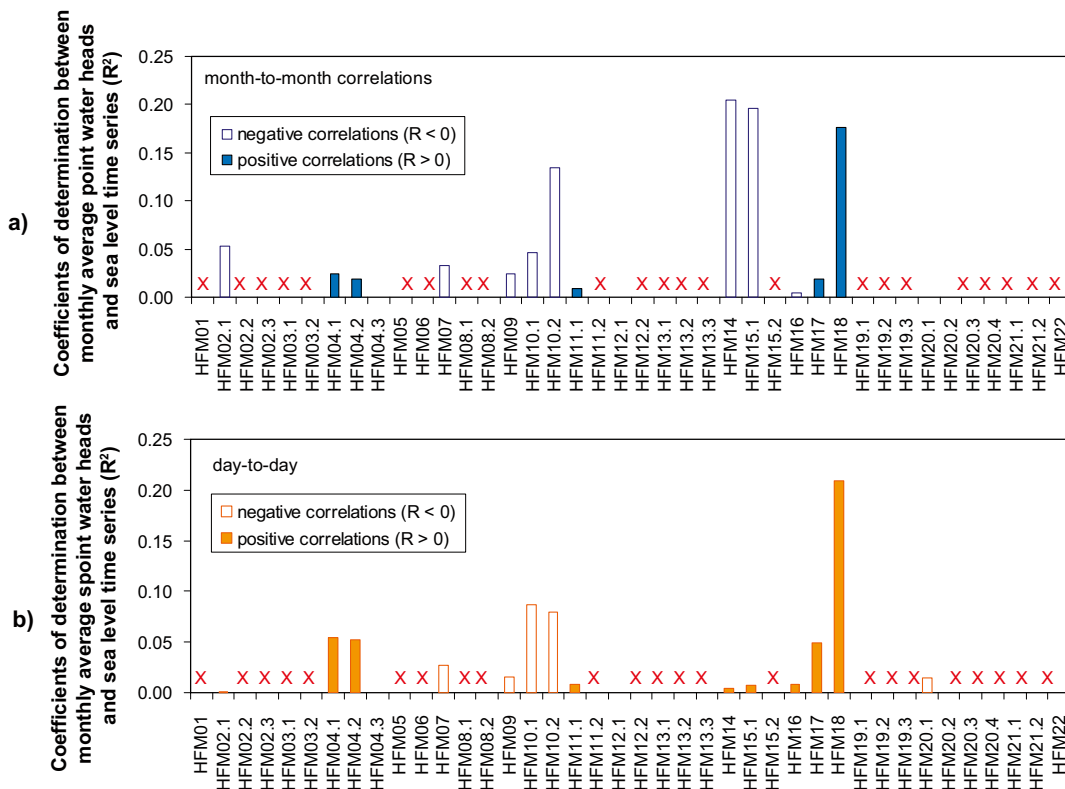 a)
Coefficients of determination between
monthly average point water heads
and sea level time series (R²)
0.25
0.20
0.15
0.10
0.05
0.00
month-to-month correlations
negative correlations (R < 0)
positive correlations (R > 0)
X X X X X X X X X X X X X X X X X X X X X X X X
HFM01
HFM02.1
HFM02.2
HFM02.3
HFM03.1
HFM03.2
HFM04.1
HFM04.2
HFM04.3
HFM05
HFM06
HFM07
HFM08.1
HFM08.2
HFM09
HFM10.1
HFM10.2
HFM11.1
HFM11.2
HFM12.1
HFM12.2
HFM13.1
HFM13.2
HFM13.3
HFM14
HFM15.1
HFM15.2
HFM16
HFM17
HFM18
HFM19.1
HFM19.2
HFM19.3
HFM20.1
HFM20.2
HFM20.3
HFM20.4
HFM21.1
HFM21.2
HFM22
b)
Coefficients of determination between
monthly average spoint water heads
and sea level time series (R²)
0.25
0.20
0.15
0.10
0.05
0.00
day-to-day
negative correlations (R < 0)
positive correlations (R > 0)
X X X X X X X X X X X X X X X X X X X X X X X X
HFM01
HFM02.1
HFM02.2
HFM02.3
HFM03.1
HFM03.2
HFM04.1
HFM04.2
HFM04.3
HFM05
HFM06
HFM07
HFM08.1
HFM08.2
HFM09
HFM10.1
HFM10.2
HFM11.1
HFM11.2
HFM12.1
HFM12.2
HFM13.1
HFM13.2
HFM13.3
HFM14
HFM15.1
HFM15.2
HFM16
HFM17
HFM18
HFM19.1
HFM19.2
HFM19.3
HFM20.1
HFM20.2
HFM20.3
HFM20.4
HFM21.1
HFM21.2
HFM22